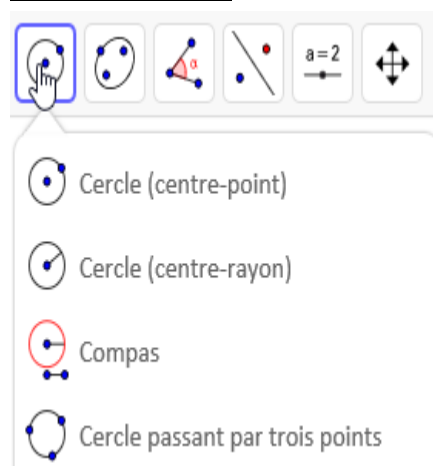 α
a=2
Cercle (centre-point)
Cercle (centre-rayon)
Compas
Cercle passant par trois points